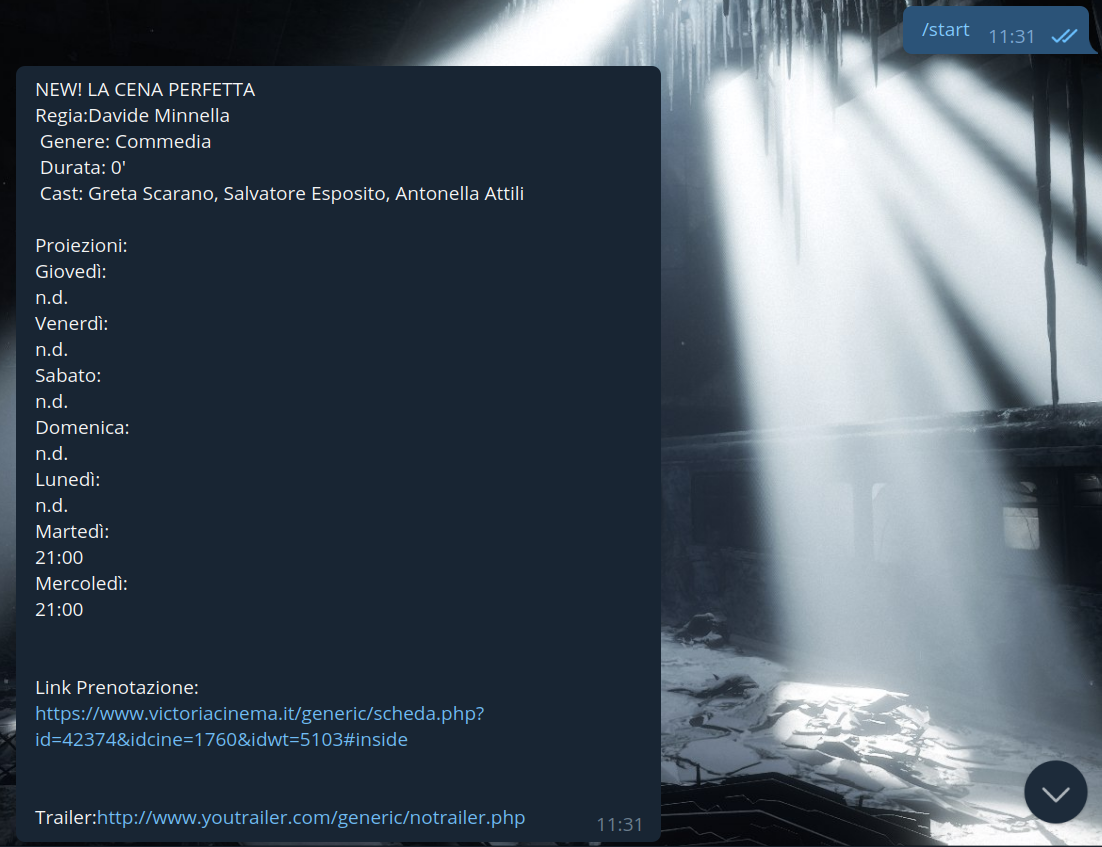 /start 11:31
NEW! LA CENA PERFETTA
Regia:Davide Minnella
Genere: Commedia
Durata: 0'
Cast: Greta Scarano, Salvatore Esposito, Antonella Attili
Proiezioni:
Giovedì:
n.d.
Venerdì:
n.d.
Sabato:
n.d.
Domenica:
n.d.
Lunedì:
n.d.
Martedì:
21:00
Mercoledì:
21:00
Link Prenotazione:
https://www.victoriacinema.it/generic/scheda.php?
id=42374&idcine=1760&idwt=5103#inside
Trailer:http://www.youtrailer.com/generic/notrailer.php 11:31